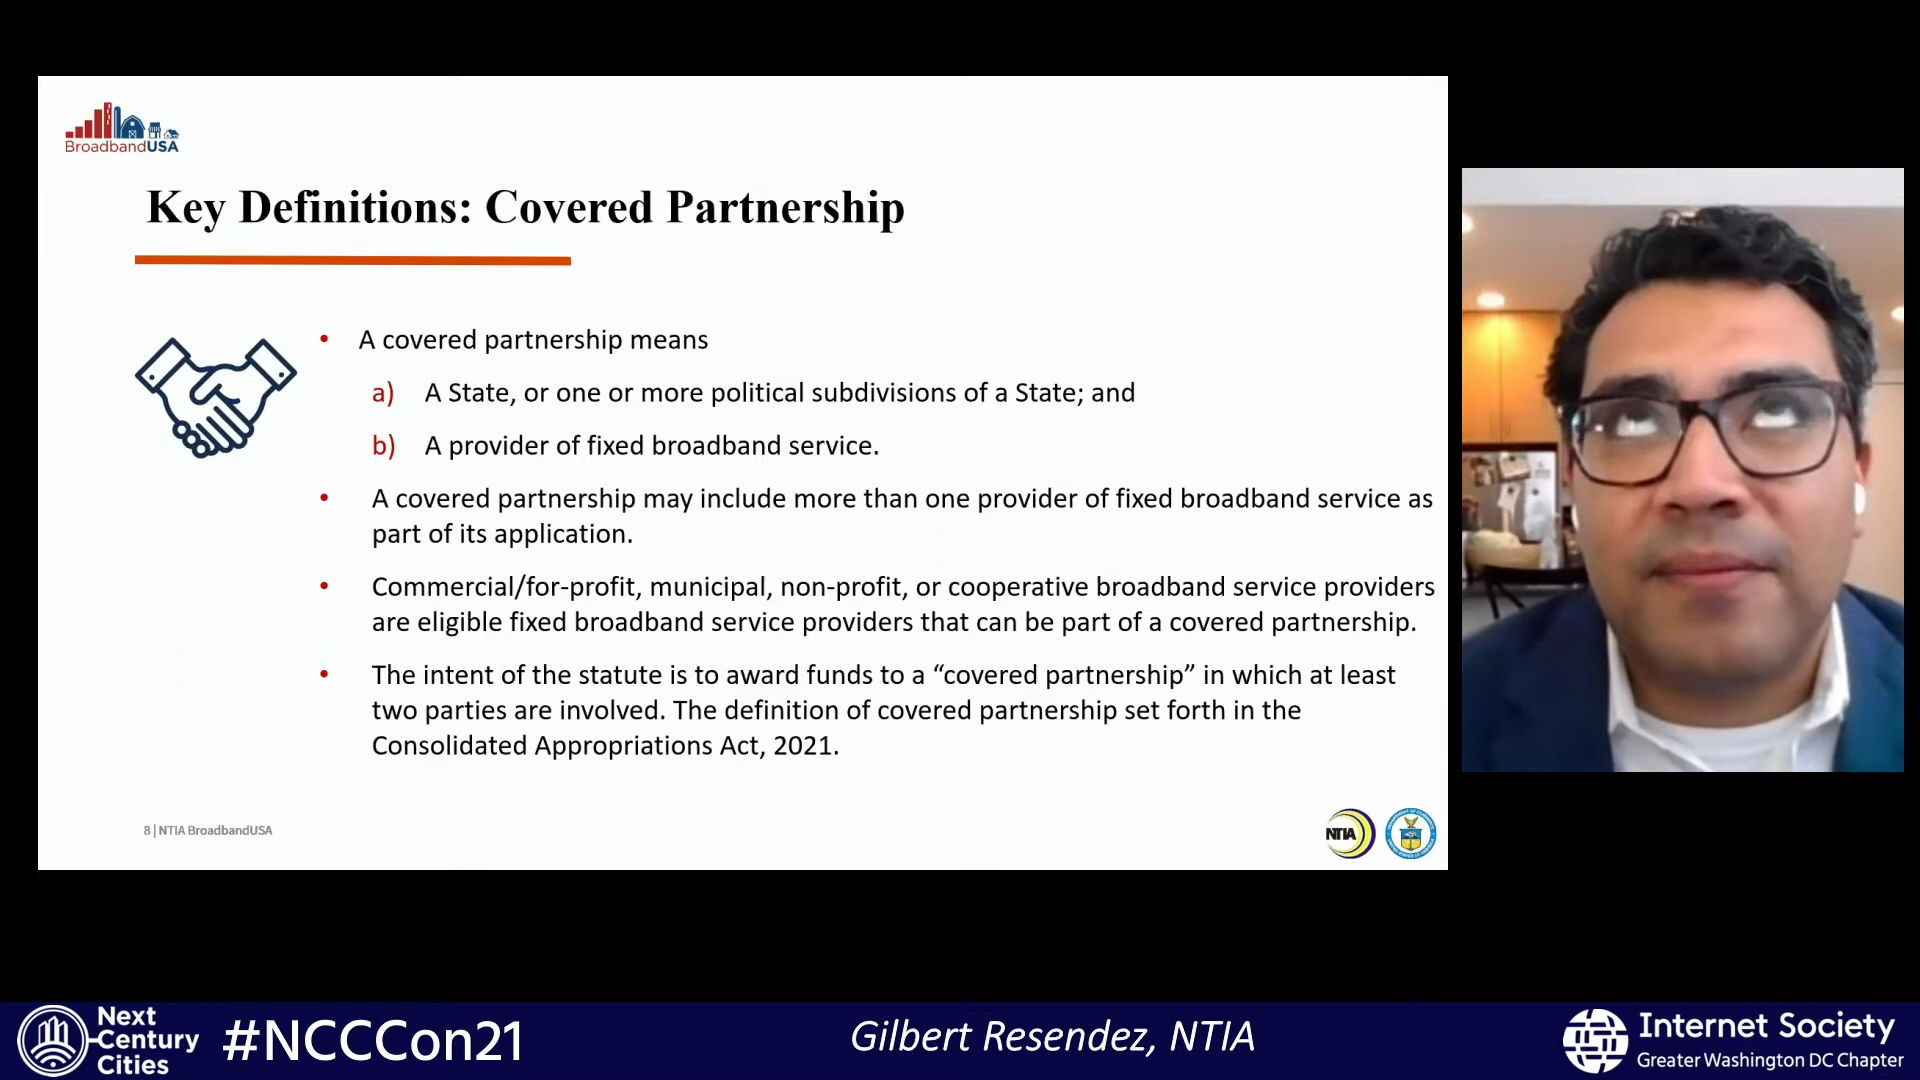 BroadbandUSA
Key Definitions: Covered Partnership
• A covered partnership means
a) A State, or one or more political subdivisions of a State; and
b) A provider of fixed broadband service.
• A covered partnership may include more than one provider of fixed broadband service as
part of its application.
• Commercial/for-profit, municipal, non-profit, or cooperative broadband service providers
are eligible fixed broadband service providers that can be part of a covered partnership.
• The intent of the statute is to award funds to a “covered partnership” in which at least
two parties are involved. The definition of covered partnership set forth in the
Consolidated Appropriations Act, 2021.
8 | NTIA BroadbandUSA
NTIA
Next
Century
Cities
#NCCCon21
Gilbert Resendez, NTIA
Internet Society
Greater Washington DC Chapter